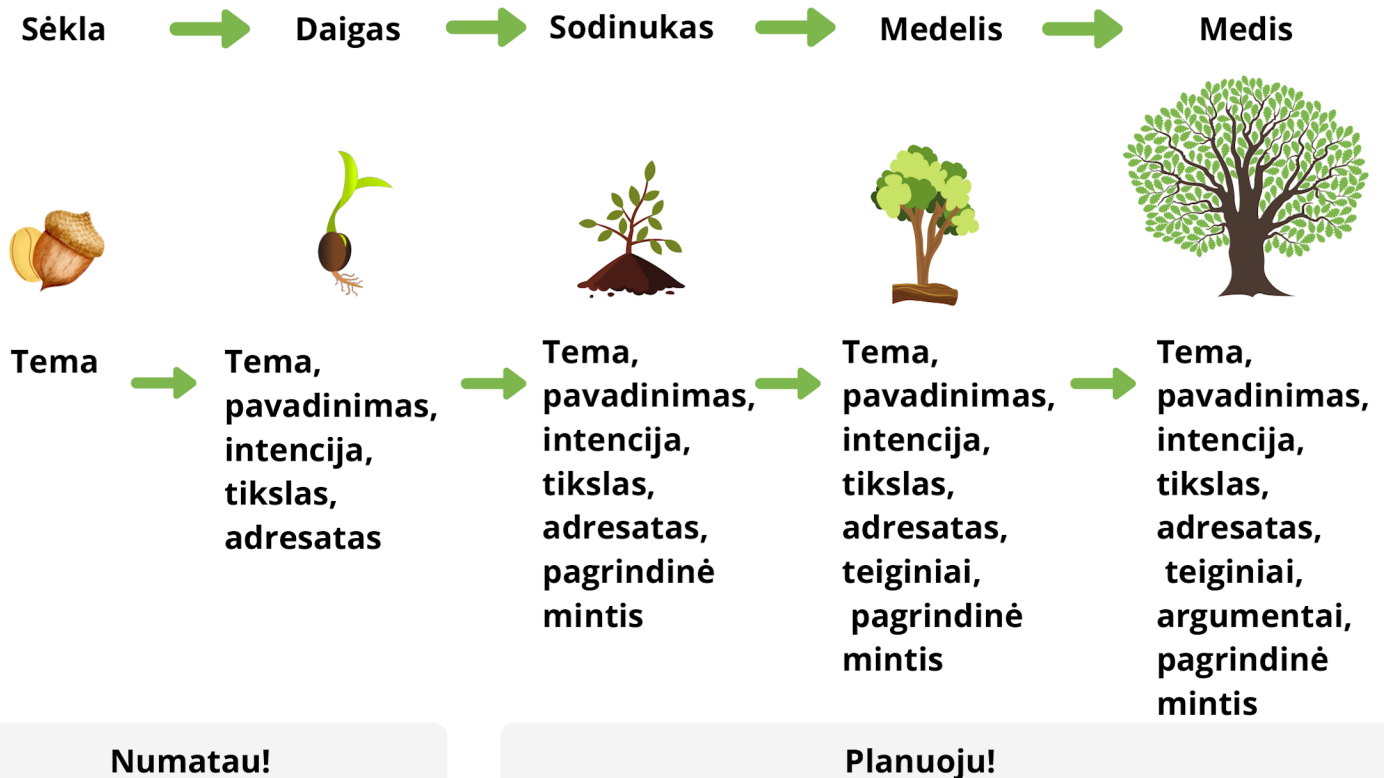 Sėkla
Daigas
Sodinukas
Medelis
Medis
Tema
Tema,
pavadinimas,
intencija,
tikslas,
adresatas
Tema,
pavadinimas,
intencija,
tikslas,
adresatas,
pagrindinė
mintis
Tema,
pavadinimas,
intencija,
tikslas,
adresatas,
teiginiai,
pagrindinė
mintis
Tema,
pavadinimas,
intencija,
tikslas,
adresatas,
teiginiai,
argumentai,
pagrindinė
mintis
Numatau!
Planuoju!